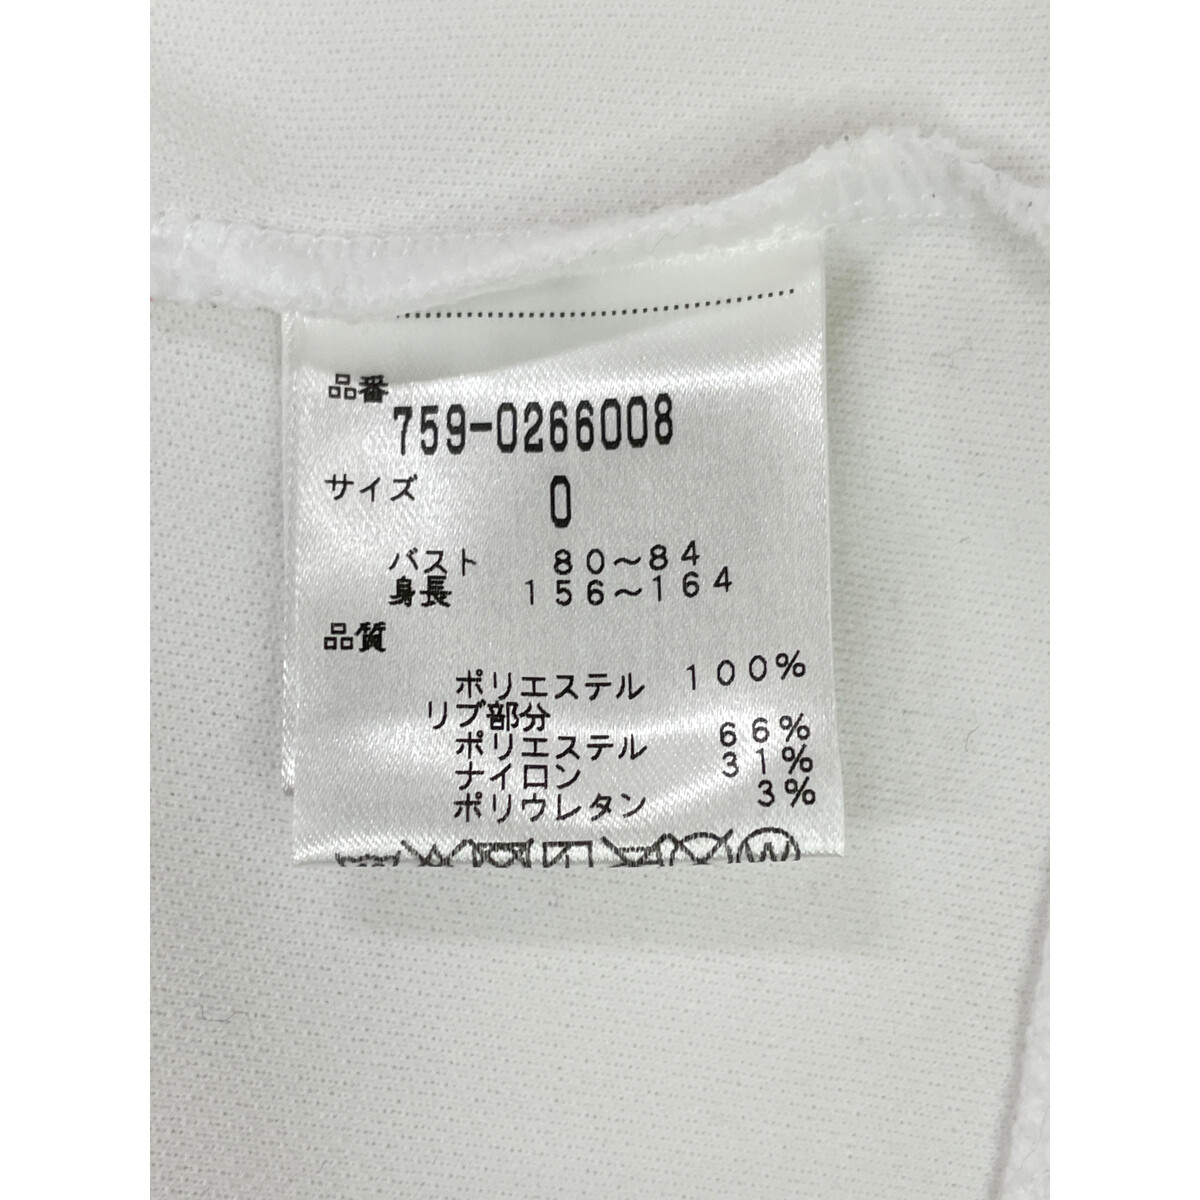 品番
759-0266008
サイズ 0
バスト 80～84
身長 156～164
品質
ポリエステル 100%
リブ部分
ポリエステル 66%
ナイロン 31%
ポリウレタン 3%